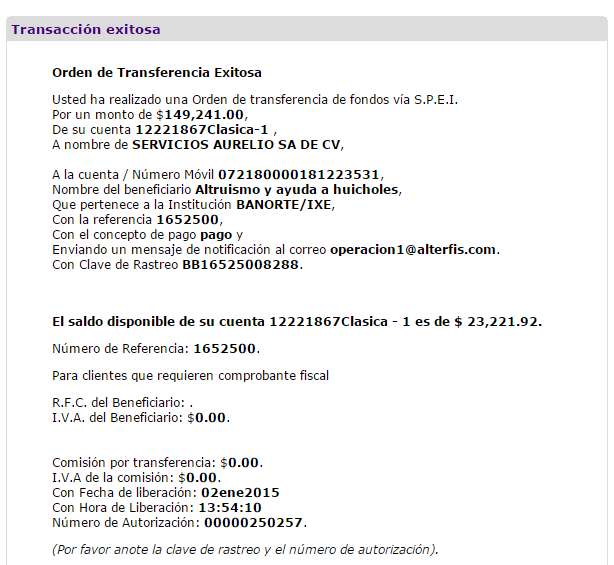 Transacción exitosa
Orden de Transferencia Exitosa
Usted ha realizado una Orden de transferencia de fondos vía S.P.E.I.
Por un monto de $149,241.00,
De su cuenta 12221867Clasica-1 ,
A nombre de SERVICIOS AURELIO SA DE CV,
A la cuenta / Número Móvil 072180000181223531,
Nombre del beneficiario Altruismo y ayuda a huicholes,
Que pertenece a la Institución BANORTE/IXE,
Con la referencia 1652500,
Con el concepto de pago pago y
Enviando un mensaje de notificación al correo operacion1@alterfis.com.
Con Clave de Rastreo BB16525008288.
El saldo disponible de su cuenta 12221867Clasica - 1 es de $ 23,221.92.
Número de Referencia: 1652500.
Para clientes que requieren comprobante fiscal
R.F.C. del Beneficiario: .
I.V.A. del Beneficiario: $0.00.
Comisión por transferencia: $0.00.
I.V.A de la comisión: $0.00.
Con Fecha de liberación: 02ene2015
Con Hora de Liberación: 13:54:10
Número de Autorización: 00000250257.
(Por favor anote la clave de rastreo y el número de autorización).